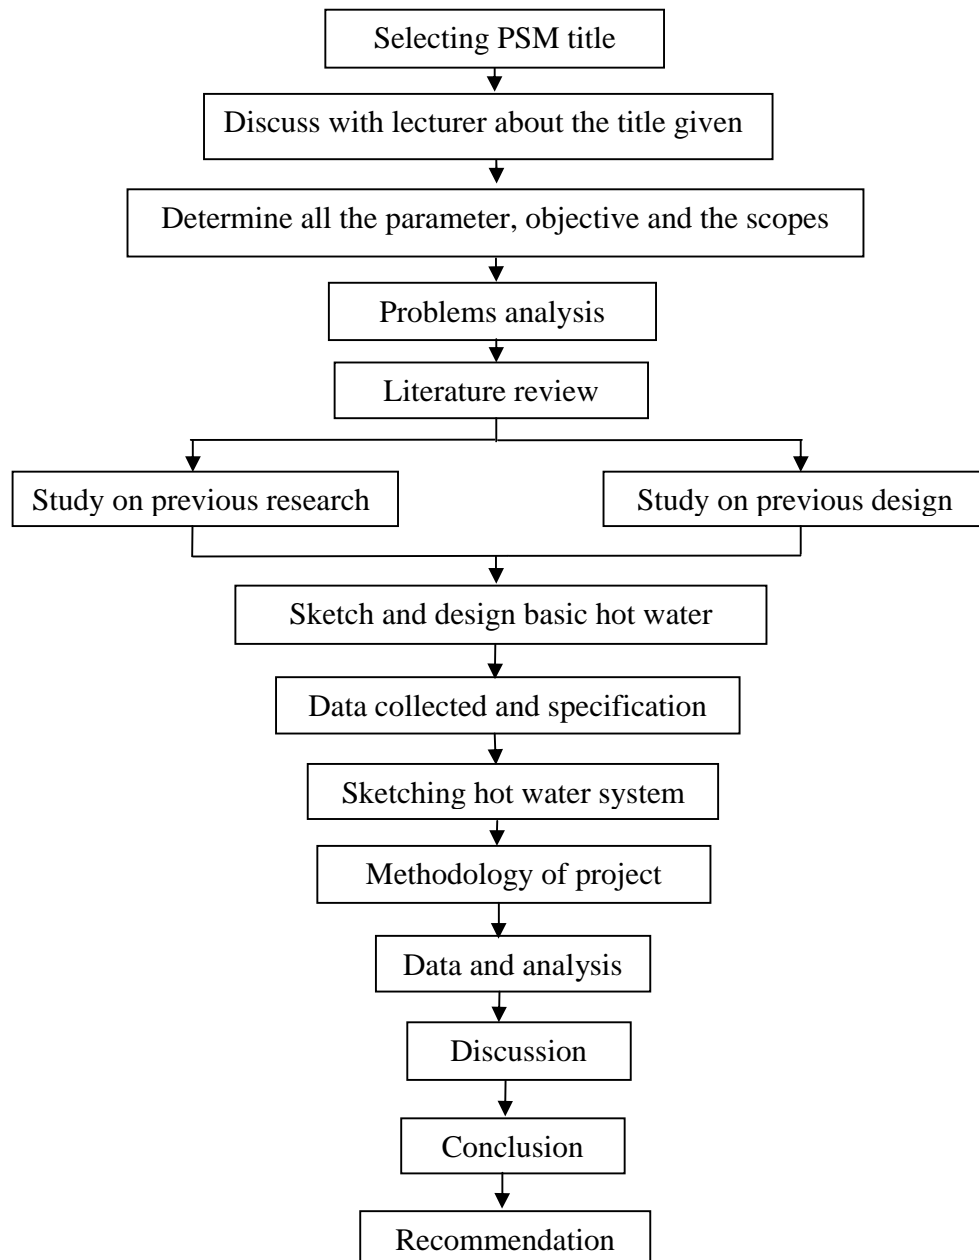 Selecting PSM title
Discuss with lecturer about the title given
Determine all the parameter, objective and the scopes
Problems analysis
Literature review
Study on previous research
Study on previous design
Sketch and design basic hot water
Data collected and specification
Sketching hot water system
Methodology of project
Data and analysis
Discussion
Conclusion
Recommendation